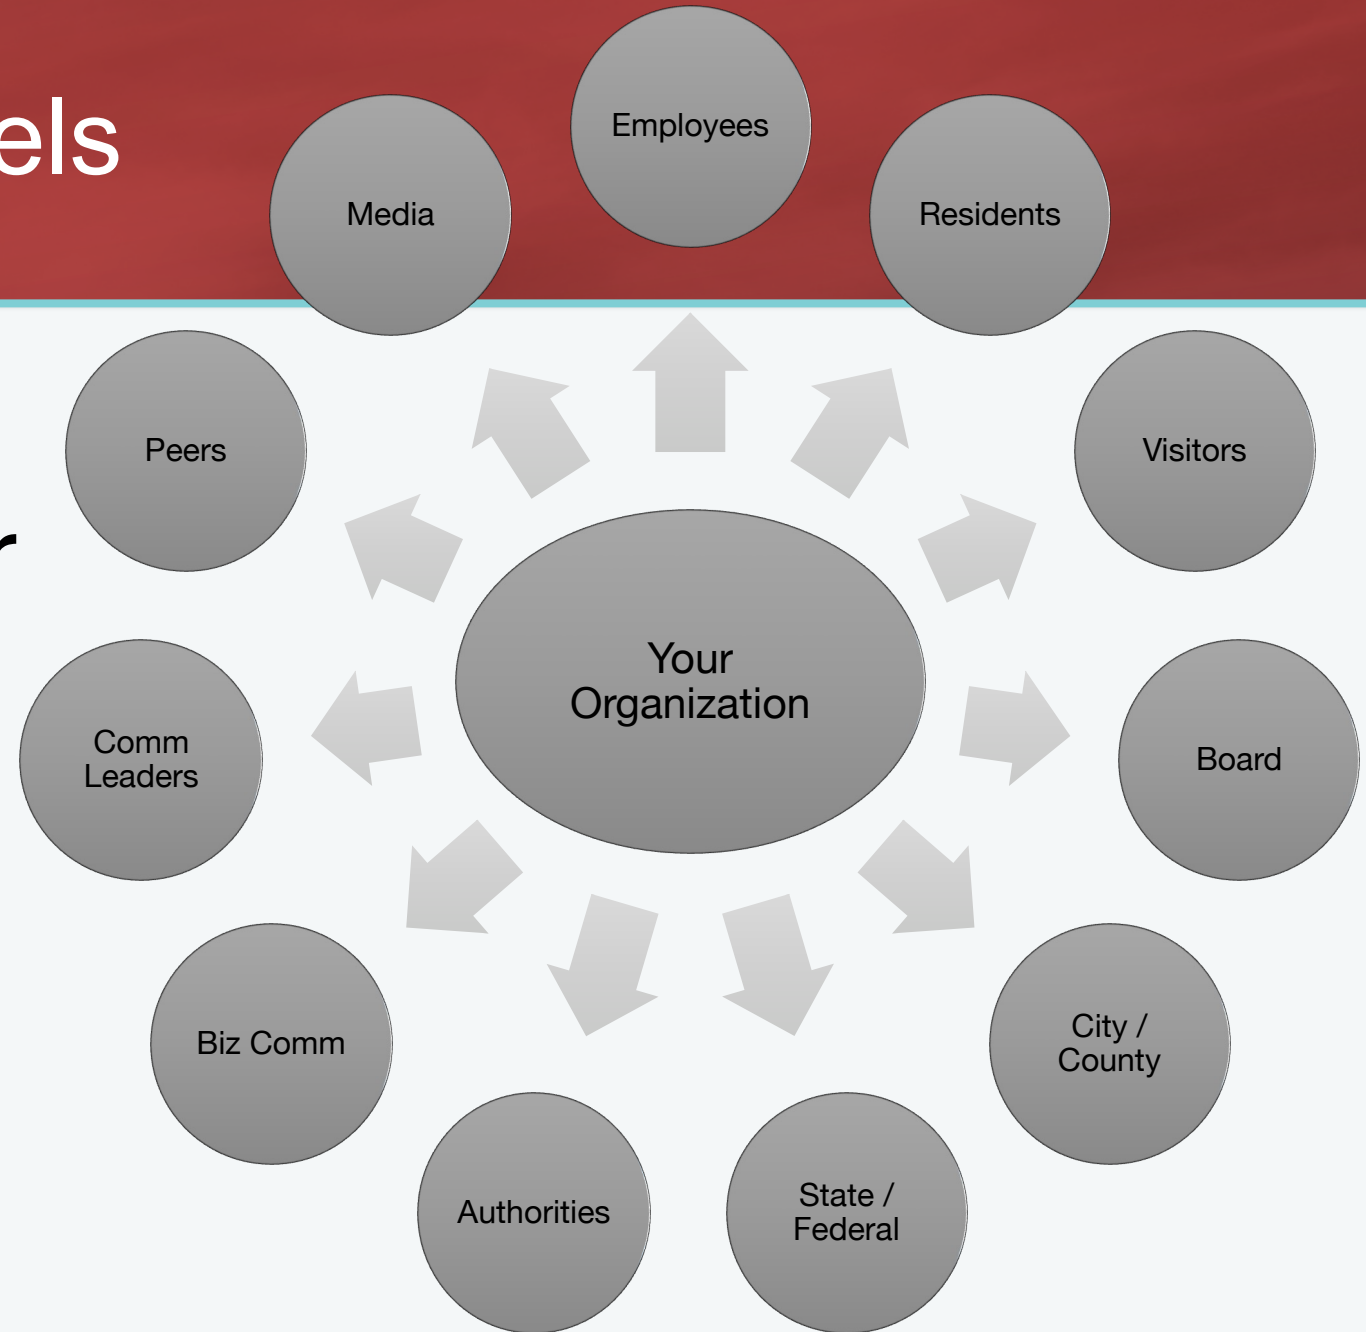 els
Employees
Media
Residents
Peers
Visitors
r
Your
Organization
Comm
Leaders
Board
Biz Comm
City /
County
Authorities
State /
Federal